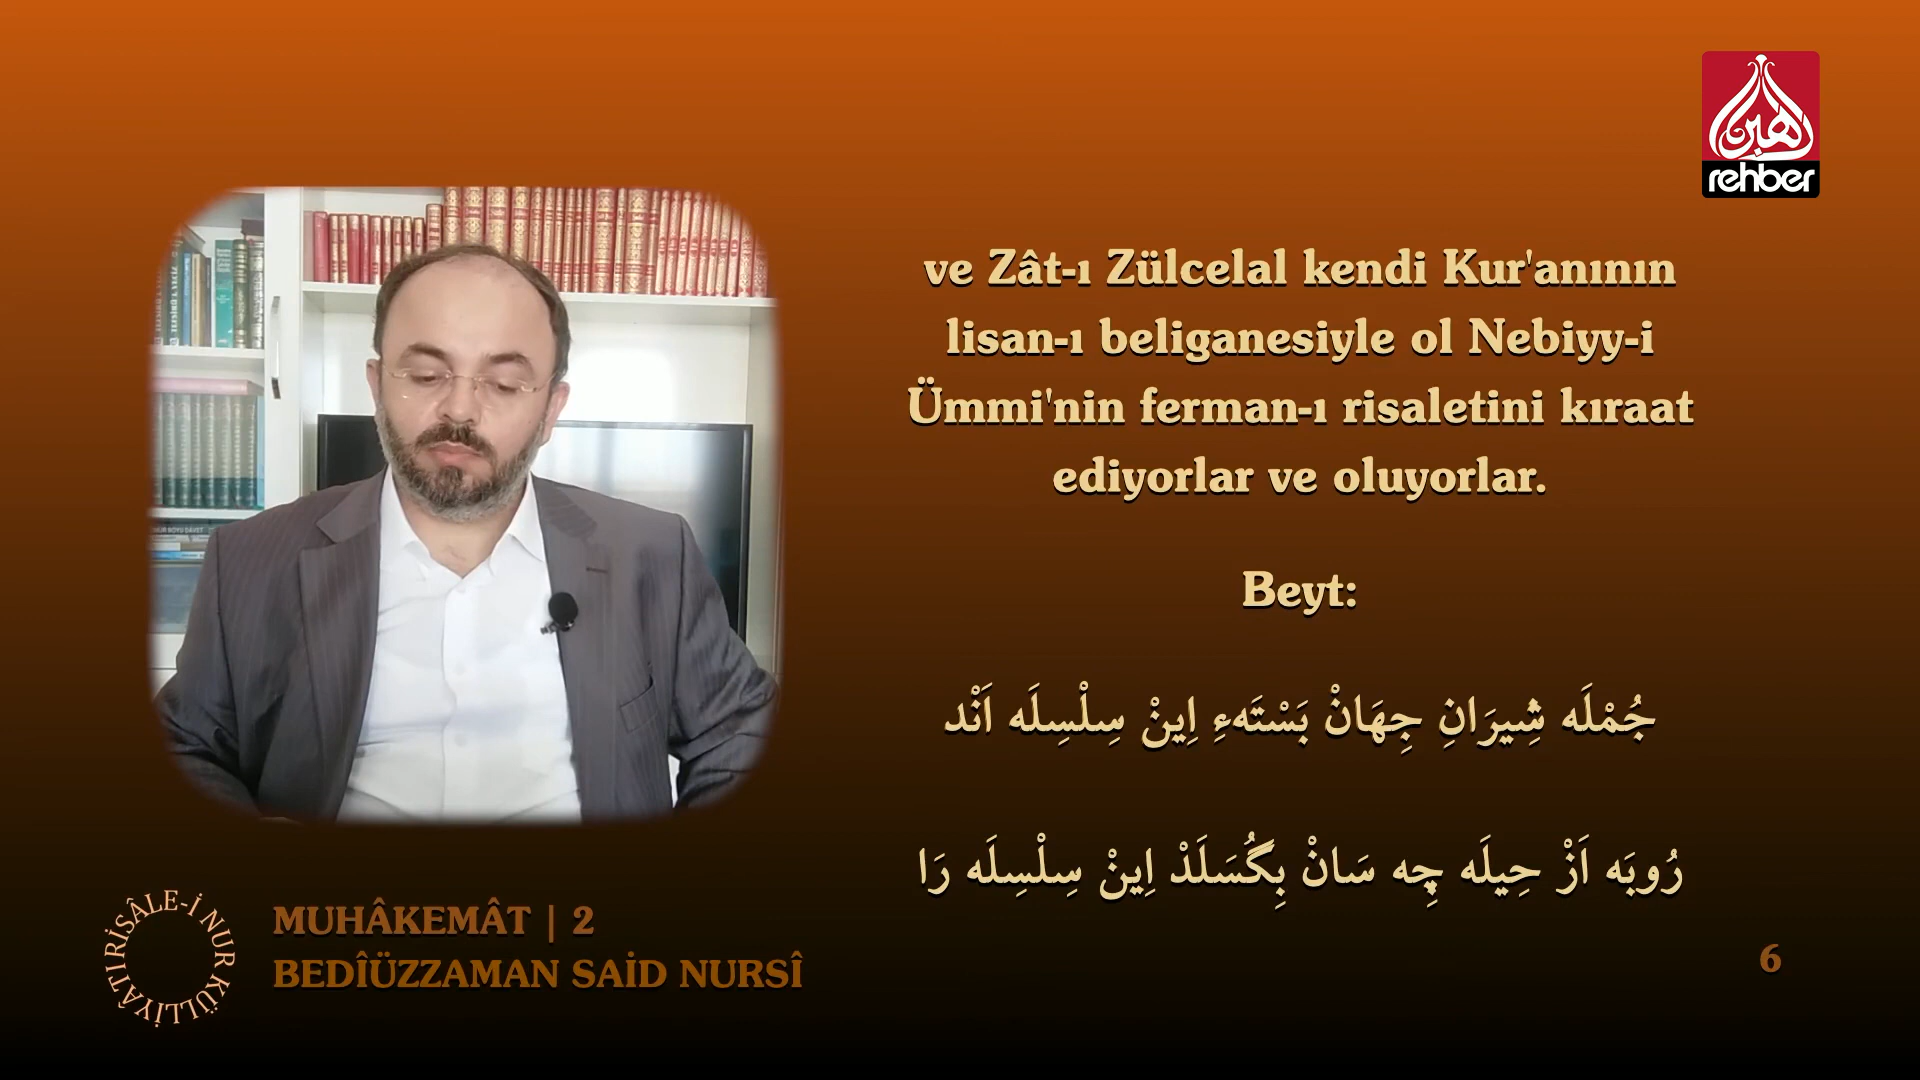 هبر
rehber
ve Zât-ı Zülcelal kendi Kur'anının
lisan-ı beliganesiyle ol Nebiyy-i
Ümmi'nin ferman-ı risaletini kıraat
ediyorlar ve oluyorlar.
Beyt:
جُمْلَه شِيرَانِ جِهَانْ بَسْتَهءِ اِينْ سِلْسِلَه اَنْد
رُوبَه اَزْ حِيلَه چِه سَانْ بِگُسَلَدْ اِينْ سِلْسِلَه رَا
RİSÂLE-İ NUR KÜLLİYÂTI
MUHÂKEMÂT | 2
BEDÎÜZZAMAN SAİD NURSÎ
6